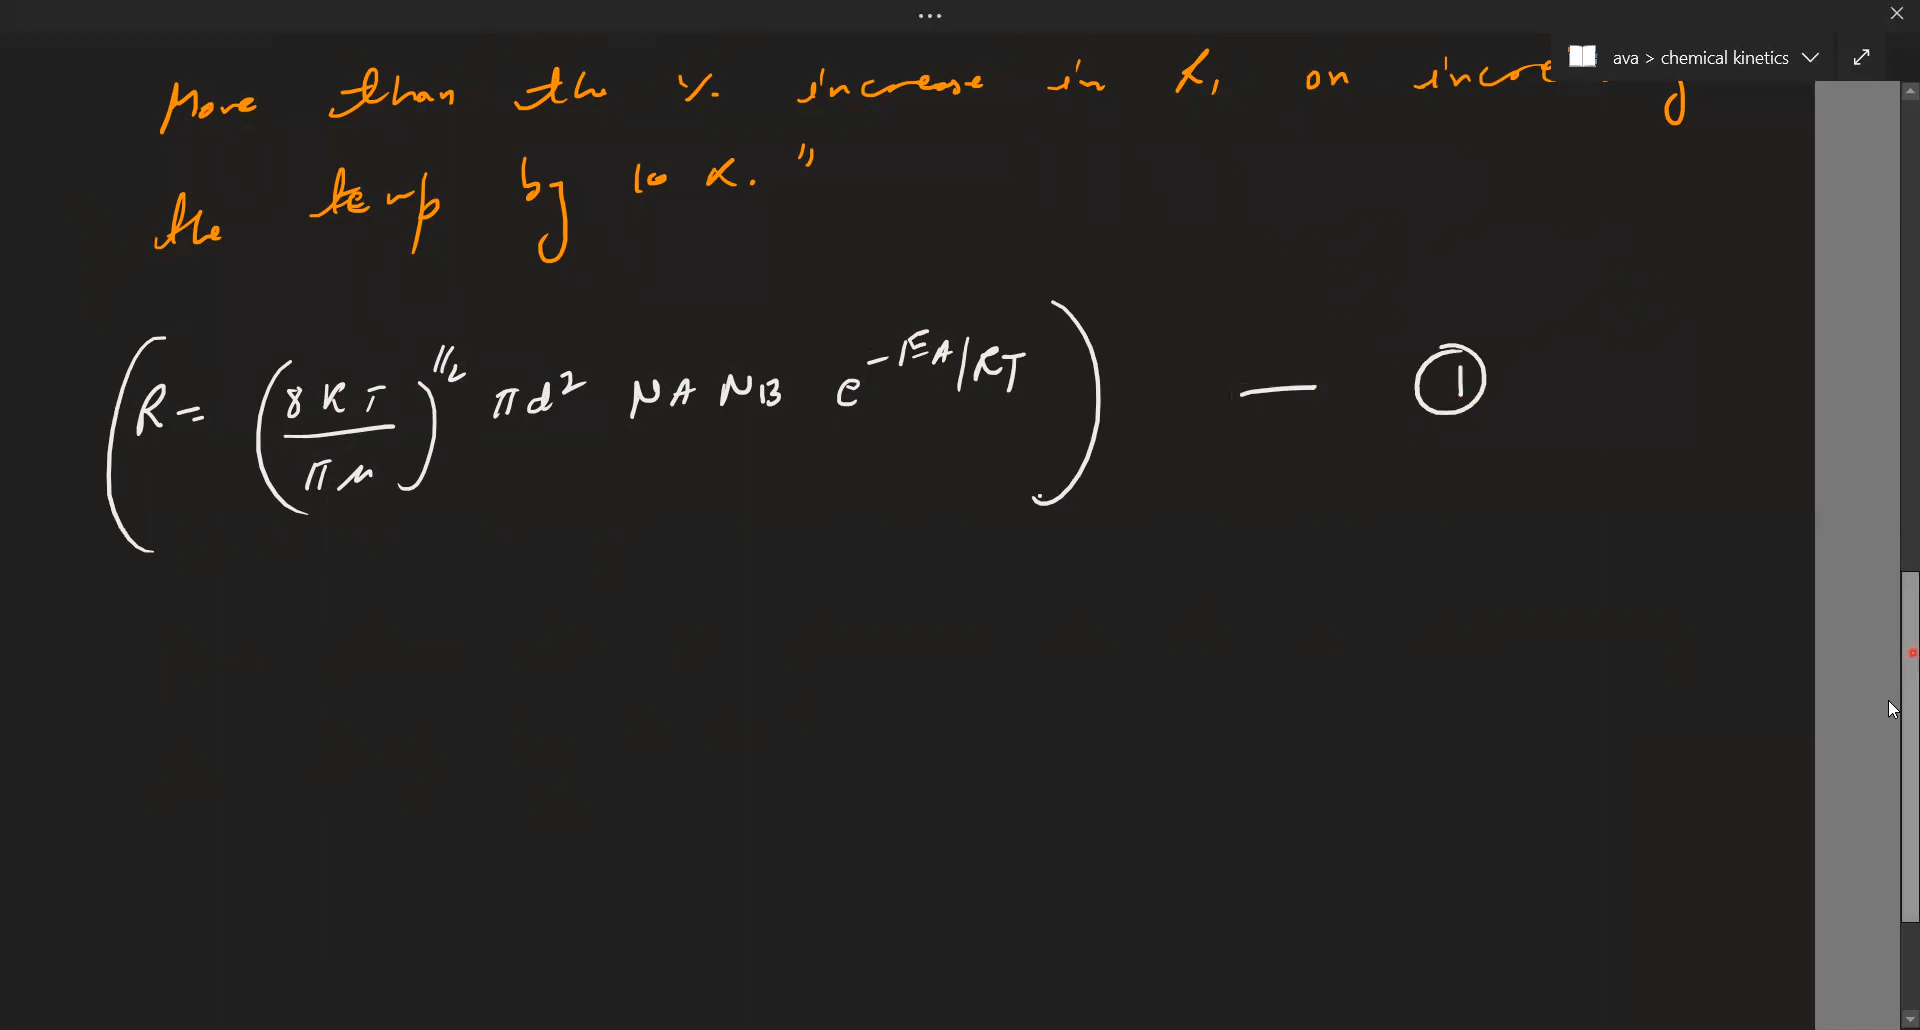 ...
ava > chemical kinetics
More than the % increase in K, on increasing
the temp by 10 K. "
(R = (8KT/πμ)^1/2 πd² NA NB e^-EA/RT) — ①